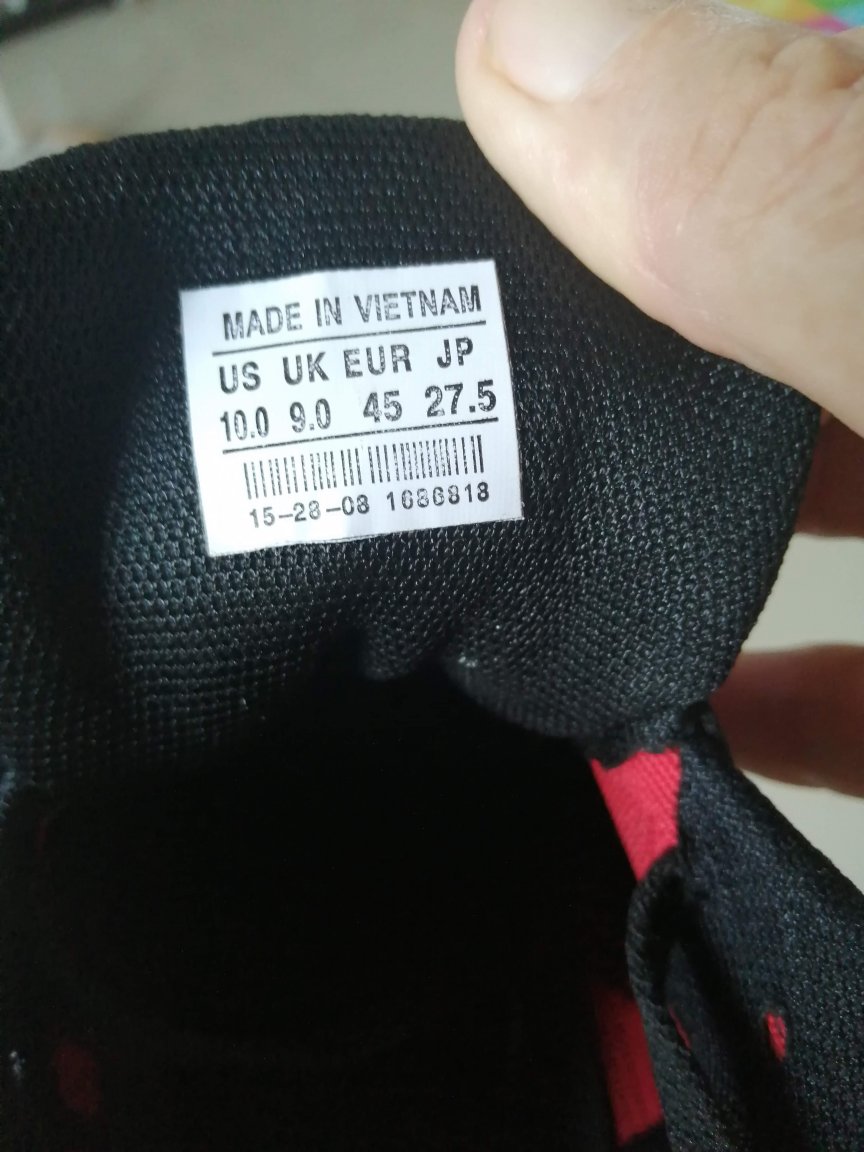 MADE IN VIETNAM
US UK EUR JP
10.0 9.0 45 27.5
15-28-08 1686818